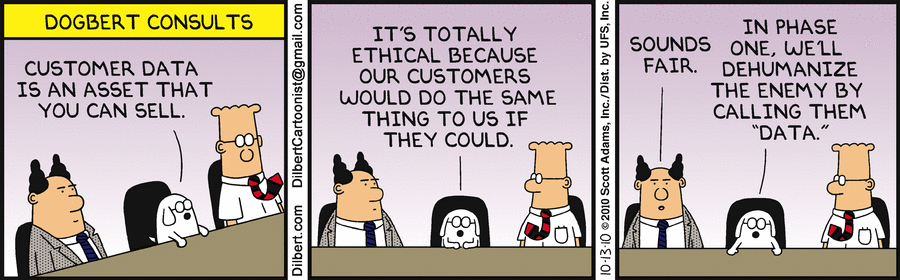 DOGBERT CONSULTS
CUSTOMER DATA
IS AN ASSET THAT
YOU CAN SELL.
Dilbert.com DilbertCartoonist@gmail.com
IT'S TOTALLY
ETHICAL BECAUSE
OUR CUSTOMERS
WOULD DO THE SAME
THING TO US IF
THEY COULD.
10-13-10 © 2010 Scott Adams, Inc./Dist. by UFS, Inc.
SOUNDS
FAIR.
IN PHASE
ONE, WE'LL
DEHUMANIZE
THE ENEMY BY
CALLING THEM
"DATA."